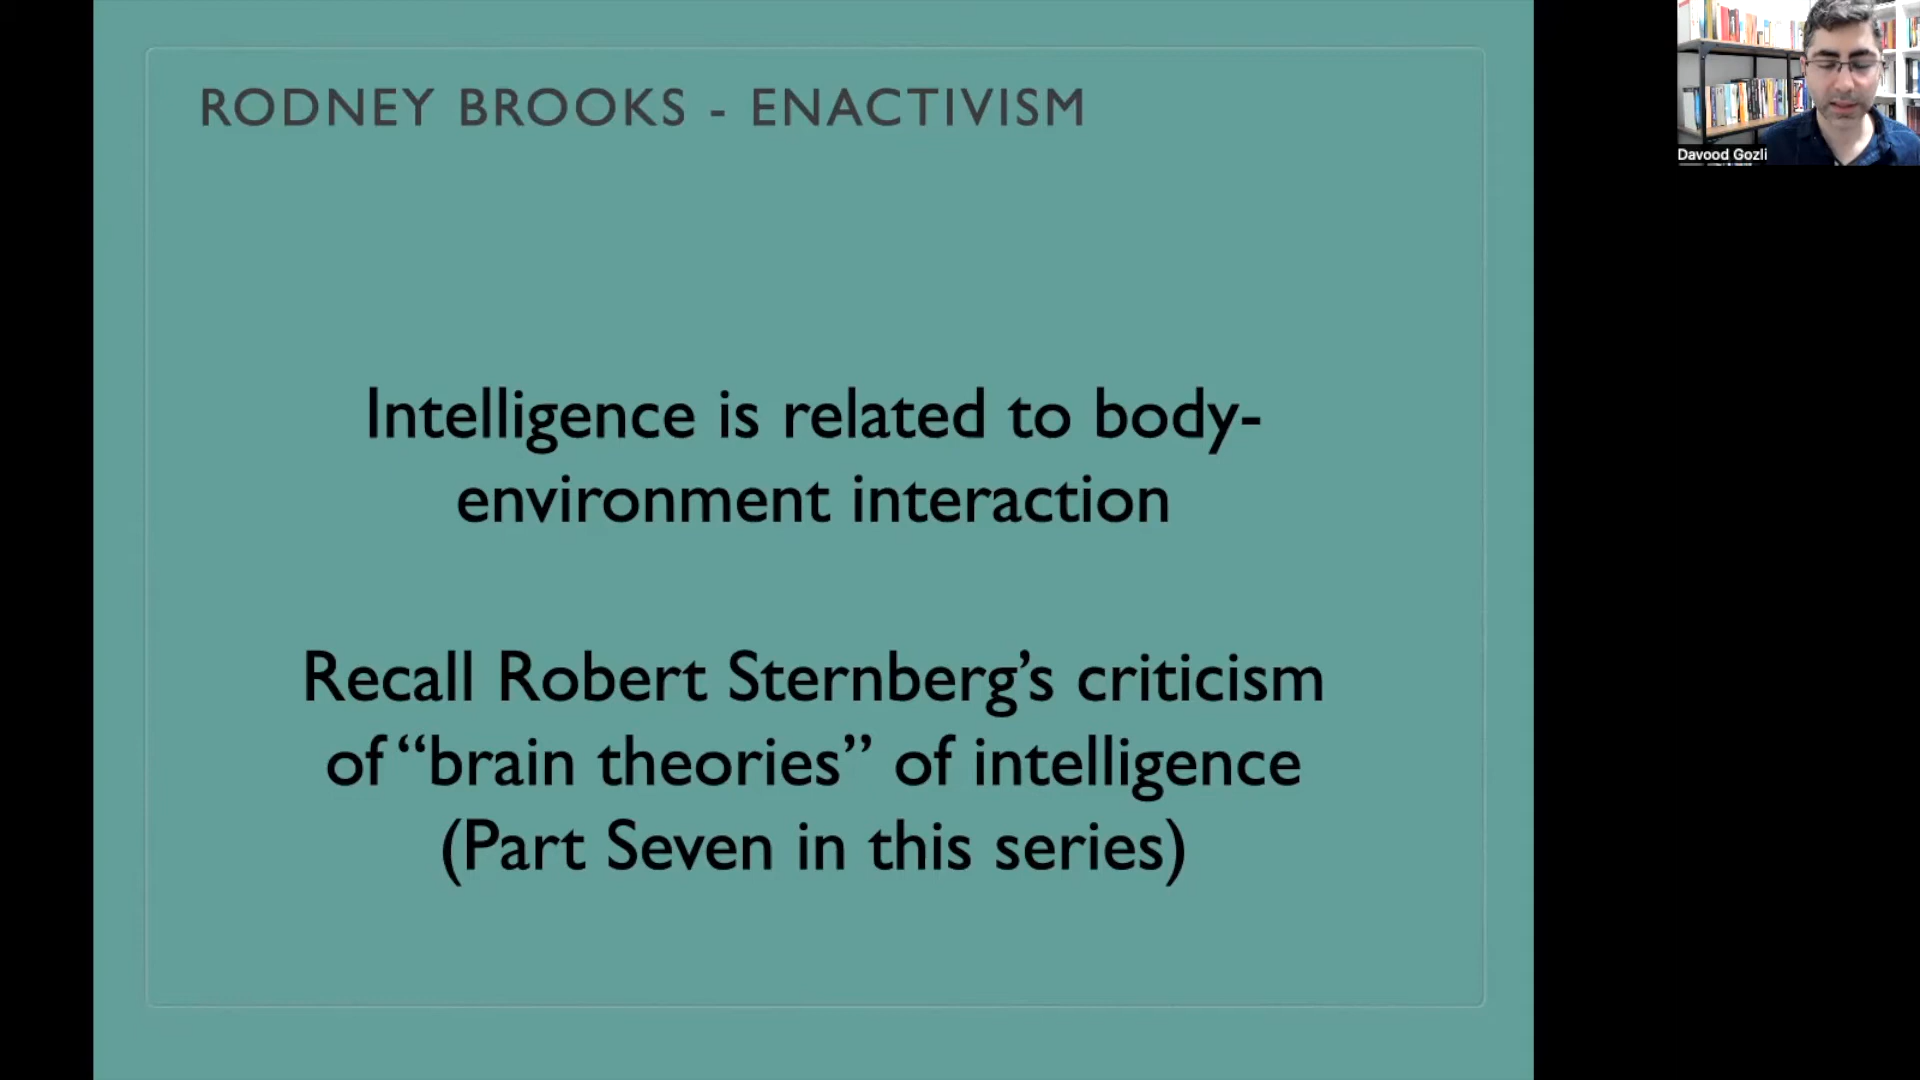 RODNEY BROOKS - ENACTIVISM
Intelligence is related to body-
environment interaction
Recall Robert Sternberg’s criticism
of “brain theories” of intelligence
(Part Seven in this series)
Davood Gozli